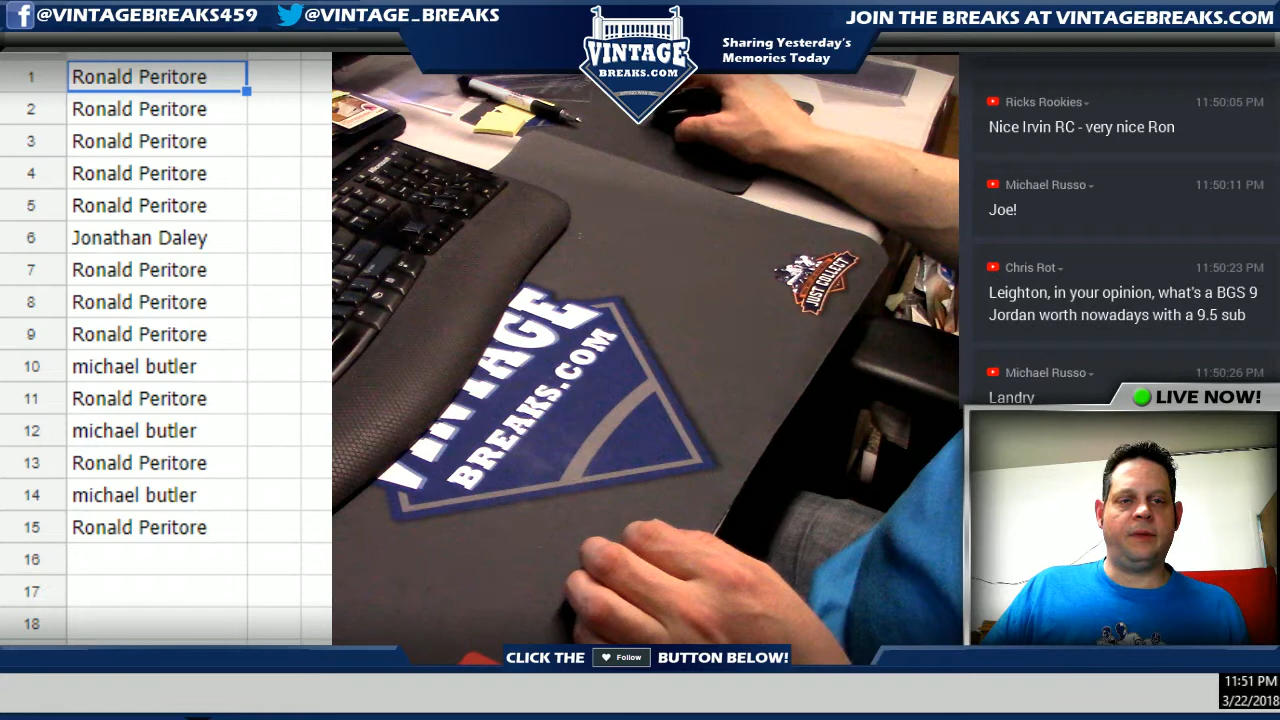 @VINTAGEBREAKS459
@VINTAGE_BREAKS
VINTAGE
BREAKS.COM
Sharing Yesterday's
Memories Today
JOIN THE BREAKS AT VINTAGEBREAKS.COM
1 Ronald Peritore
2 Ronald Peritore
3 Ronald Peritore
4 Ronald Peritore
5 Ronald Peritore
6 Jonathan Daley
7 Ronald Peritore
8 Ronald Peritore
9 Ronald Peritore
10 michael butler
11 Ronald Peritore
12 michael butler
13 Ronald Peritore
14 michael butler
15 Ronald Peritore
16
17
18
JUST COLLECT
VINTAGE
BREAKS.COM
Ricks Rookies 11:50:05 PM
Nice Irvin RC - very nice Ron
Michael Russo 11:50:11 PM
Joe!
Chris Rot 11:50:23 PM
Leighton, in your opinion, what's a BGS 9
Jordan worth nowadays with a 9.5 sub
Michael Russo 11:50:26 PM
Landry
LIVE NOW!
CLICK THE Follow BUTTON BELOW!
11:51 PM
3/22/2018